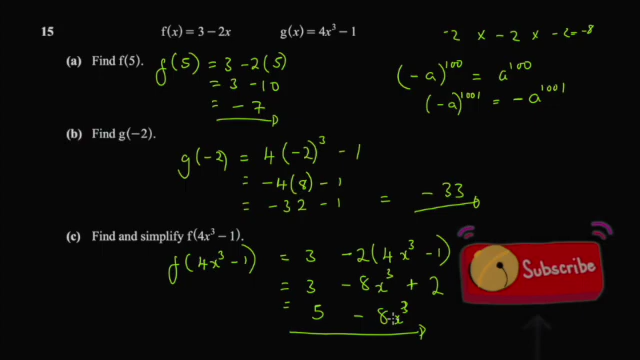 15 f(x) = 3 − 2x g(x) = 4x³ − 1
-2 x -2 x -2 = -8
(a) Find f(5).
f(5) = 3 - 2(5)
= 3 - 10
= - 7
(-a)¹⁰⁰ = a¹⁰⁰
(-a)¹⁰⁰¹ = - a¹⁰⁰¹
(b) Find g(−2).
g(-2) = 4(-2)³ - 1
= -4(8) - 1
= -32 - 1 = - 33
(c) Find and simplify f(4x³ − 1).
f(4x³ - 1) = 3 - 2(4x³ - 1)
= 3 - 8x³ + 2
= 5 - 8x³
Subscribe